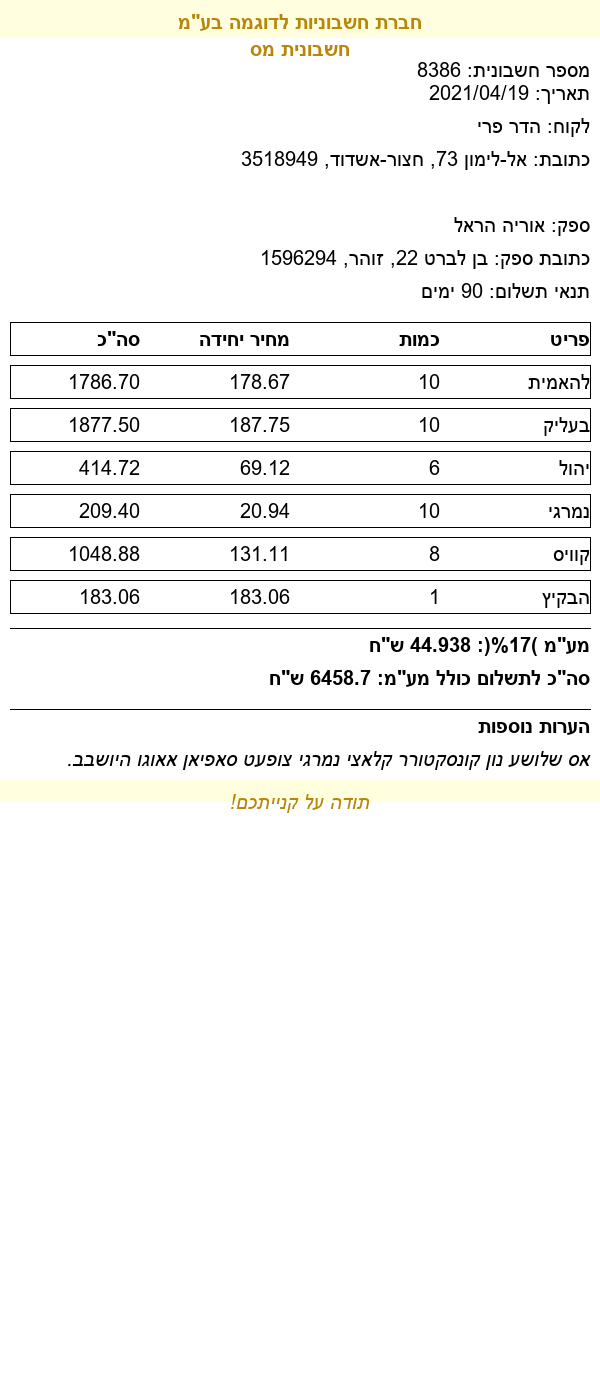 חברת חשבוניות לדוגמה בע"מ
חשבונית מס
מספר חשבונית: 8386
תאריך: 2021/04/19
לקוח: הדר פרי
כתובת: אל-לימון 73, חצור-אשדוד, 3518949
ספק: אוריה הראל
כתובת ספק: בן לברט 22, זוהר, 1596294
תנאי תשלום: 90 ימים
פריט כמות מחיר יחידה סה"כ
להאמית 10 178.67 1786.70
בעליק 10 187.75 1877.50
יהול 6 69.12 414.72
נמרגי 10 20.94 209.40
קוויס 8 131.11 1048.88
הבקיץ 1 183.06 183.06
מע"מ )17%(: 44.938 ש"ח
סה"כ לתשלום כולל מע"מ: 6458.7 ש"ח
הערות נוספות
אס שלושע נון קונסקטורר קלאצי נמרגי צופעט סאפיאן אאוגו היושבב.
תודה על קנייתכם!